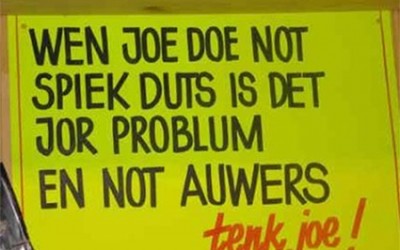 WEN JOE DOE NOT
SPIEK DUTS IS DET
JOR PROBLUM
EN NOT AUWERS
tenk joe!